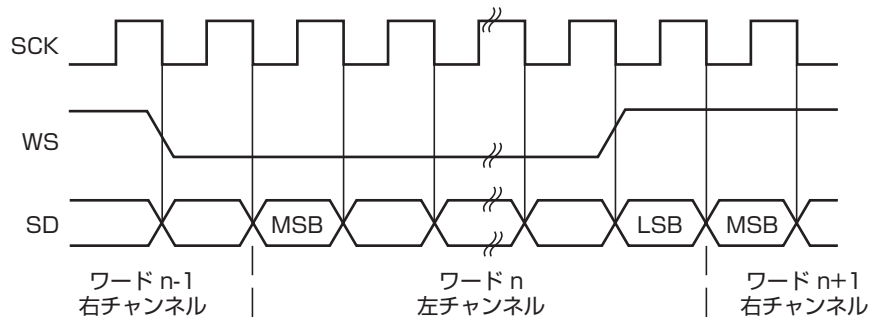 SCK
WS
SD
MSB
LSB
MSB
ワード n-1
右チャンネル
ワード n
左チャンネル
ワード n+1
右チャンネル